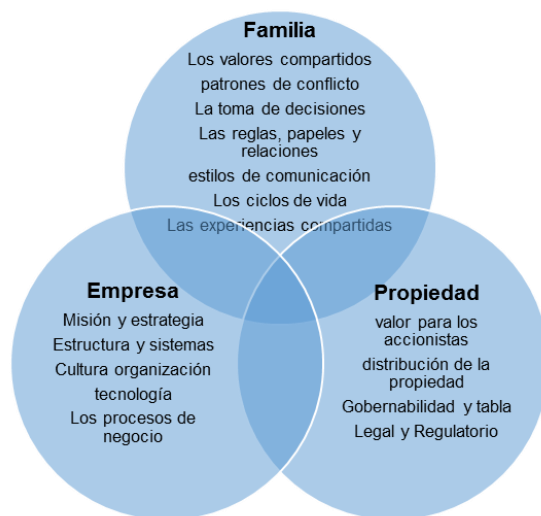 Familia
Los valores compartidos
patrones de conflicto
La toma de decisiones
Las reglas, papeles y
relaciones
estilos de comunicación
Los ciclos de vida
Las experiencias compartidas
Empresa
Misión y estrategia
Estructura y sistemas
Cultura organización
tecnología
Los procesos de
negocio
Propiedad
valor para los
accionistas
distribución de la
propiedad
Gobernabilidad y tabla
Legal y Regulatorio